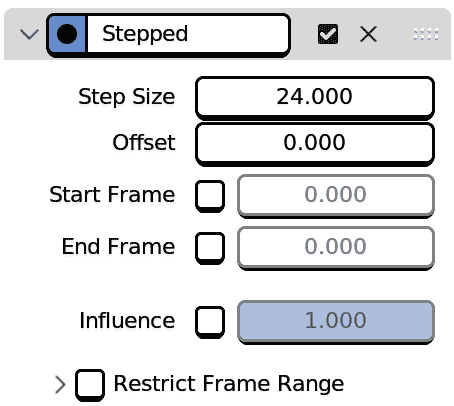 Stepped
Step Size 24.000
Offset 0.000
Start Frame 0.000
End Frame 0.000
Influence 1.000
Restrict Frame Range